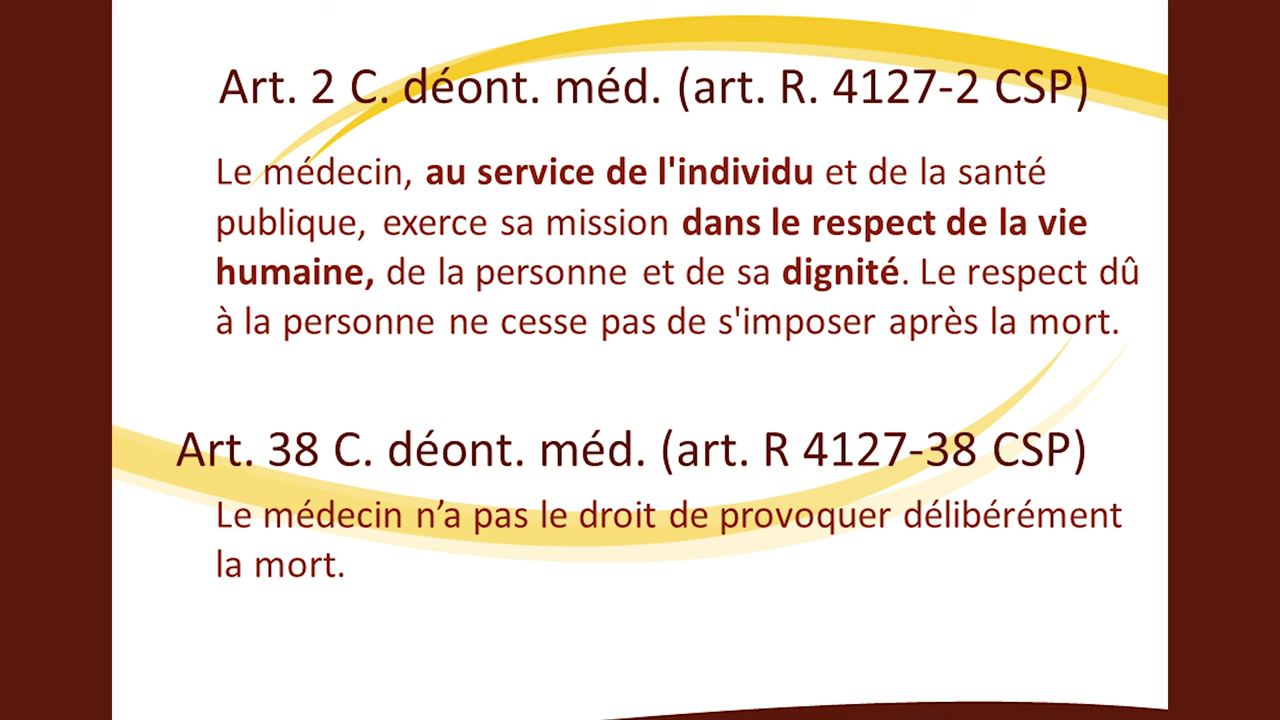 Art. 2 C. déont. méd. (art. R. 4127-2 CSP)
Le médecin, au service de l'individu et de la santé
publique, exerce sa mission dans le respect de la vie
humaine, de la personne et de sa dignité. Le respect dû
à la personne ne cesse pas de s'imposer après la mort.
Art. 38 C. déont. méd. (art. R 4127-38 CSP)
Le médecin n’a pas le droit de provoquer délibérément
la mort.